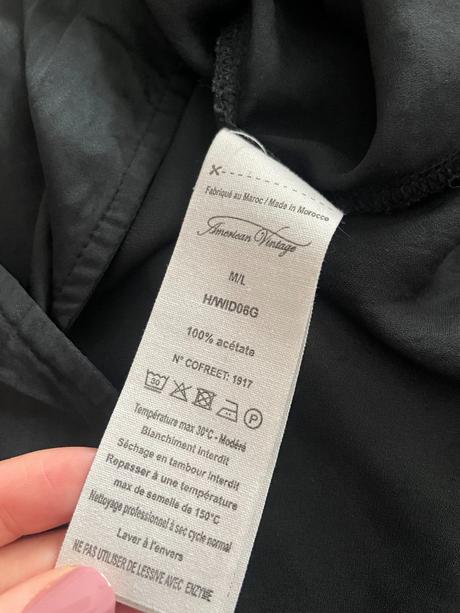 Fabriqué au Maroc / Made in Morocco
American Vintage
M/L
H/WID06G
100% acétate
N° COFREET: 1917
30 P
Température max 30°C - Modéré
Blanchiment interdit
Séchage en tambour interdit
Repasser à une température
max de semelle de 150°C
Nettoyage professionnel à sec cycle normal
Laver à l'envers
NE PAS UTILISER DE LESSIVE AVEC ENZYME